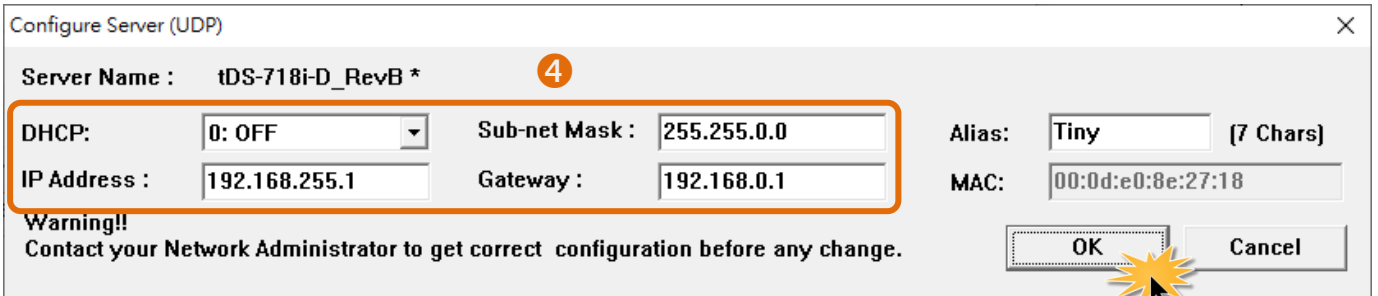 Configure Server (UDP)
Server Name : tDS-718i-D_RevB *
4
DHCP: 0: OFF Sub-net Mask : 255.255.0.0 Alias: Tiny (7 Chars)
IP Address : 192.168.255.1 Gateway : 192.168.0.1 MAC: 00:0d:e0:8e:27:18
Warning!!
Contact your Network Administrator to get correct configuration before any change.
OK Cancel